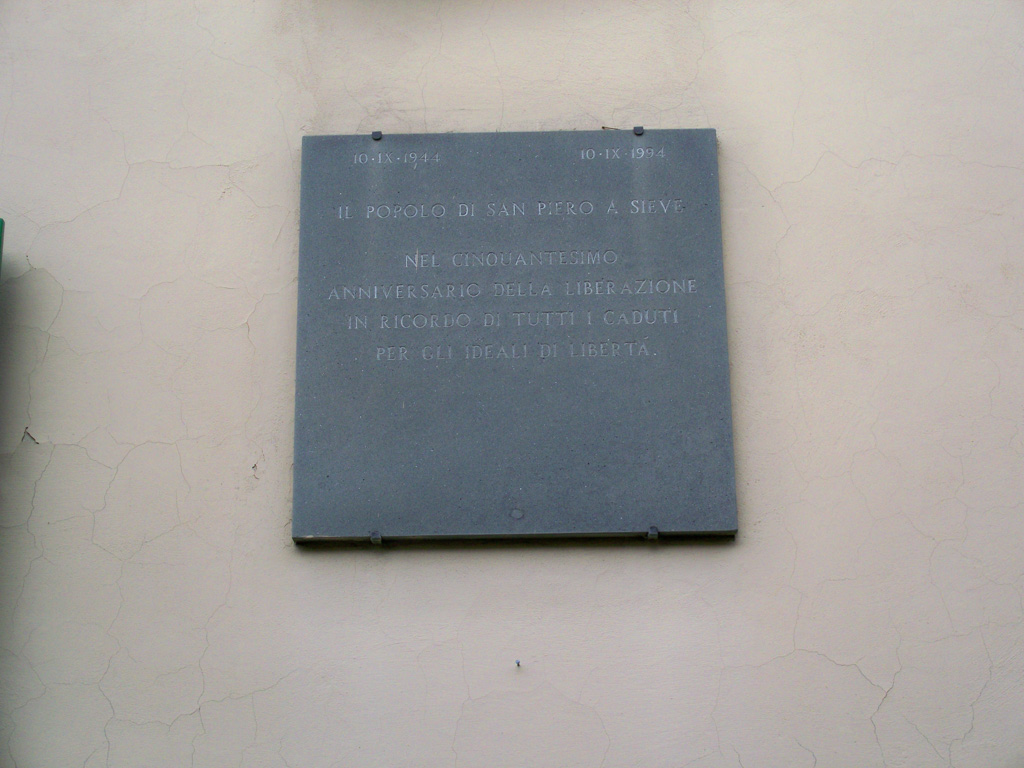 10·IX·1944 10·IX·1994
IL POPOLO DI SAN PIERO A SIEVE
NEL CINQUANTESIMO
ANNIVERSARIO DELLA LIBERAZIONE
IN RICORDO DI TUTTI I CADUTI
PER GLI IDEALI DI LIBERTÁ.